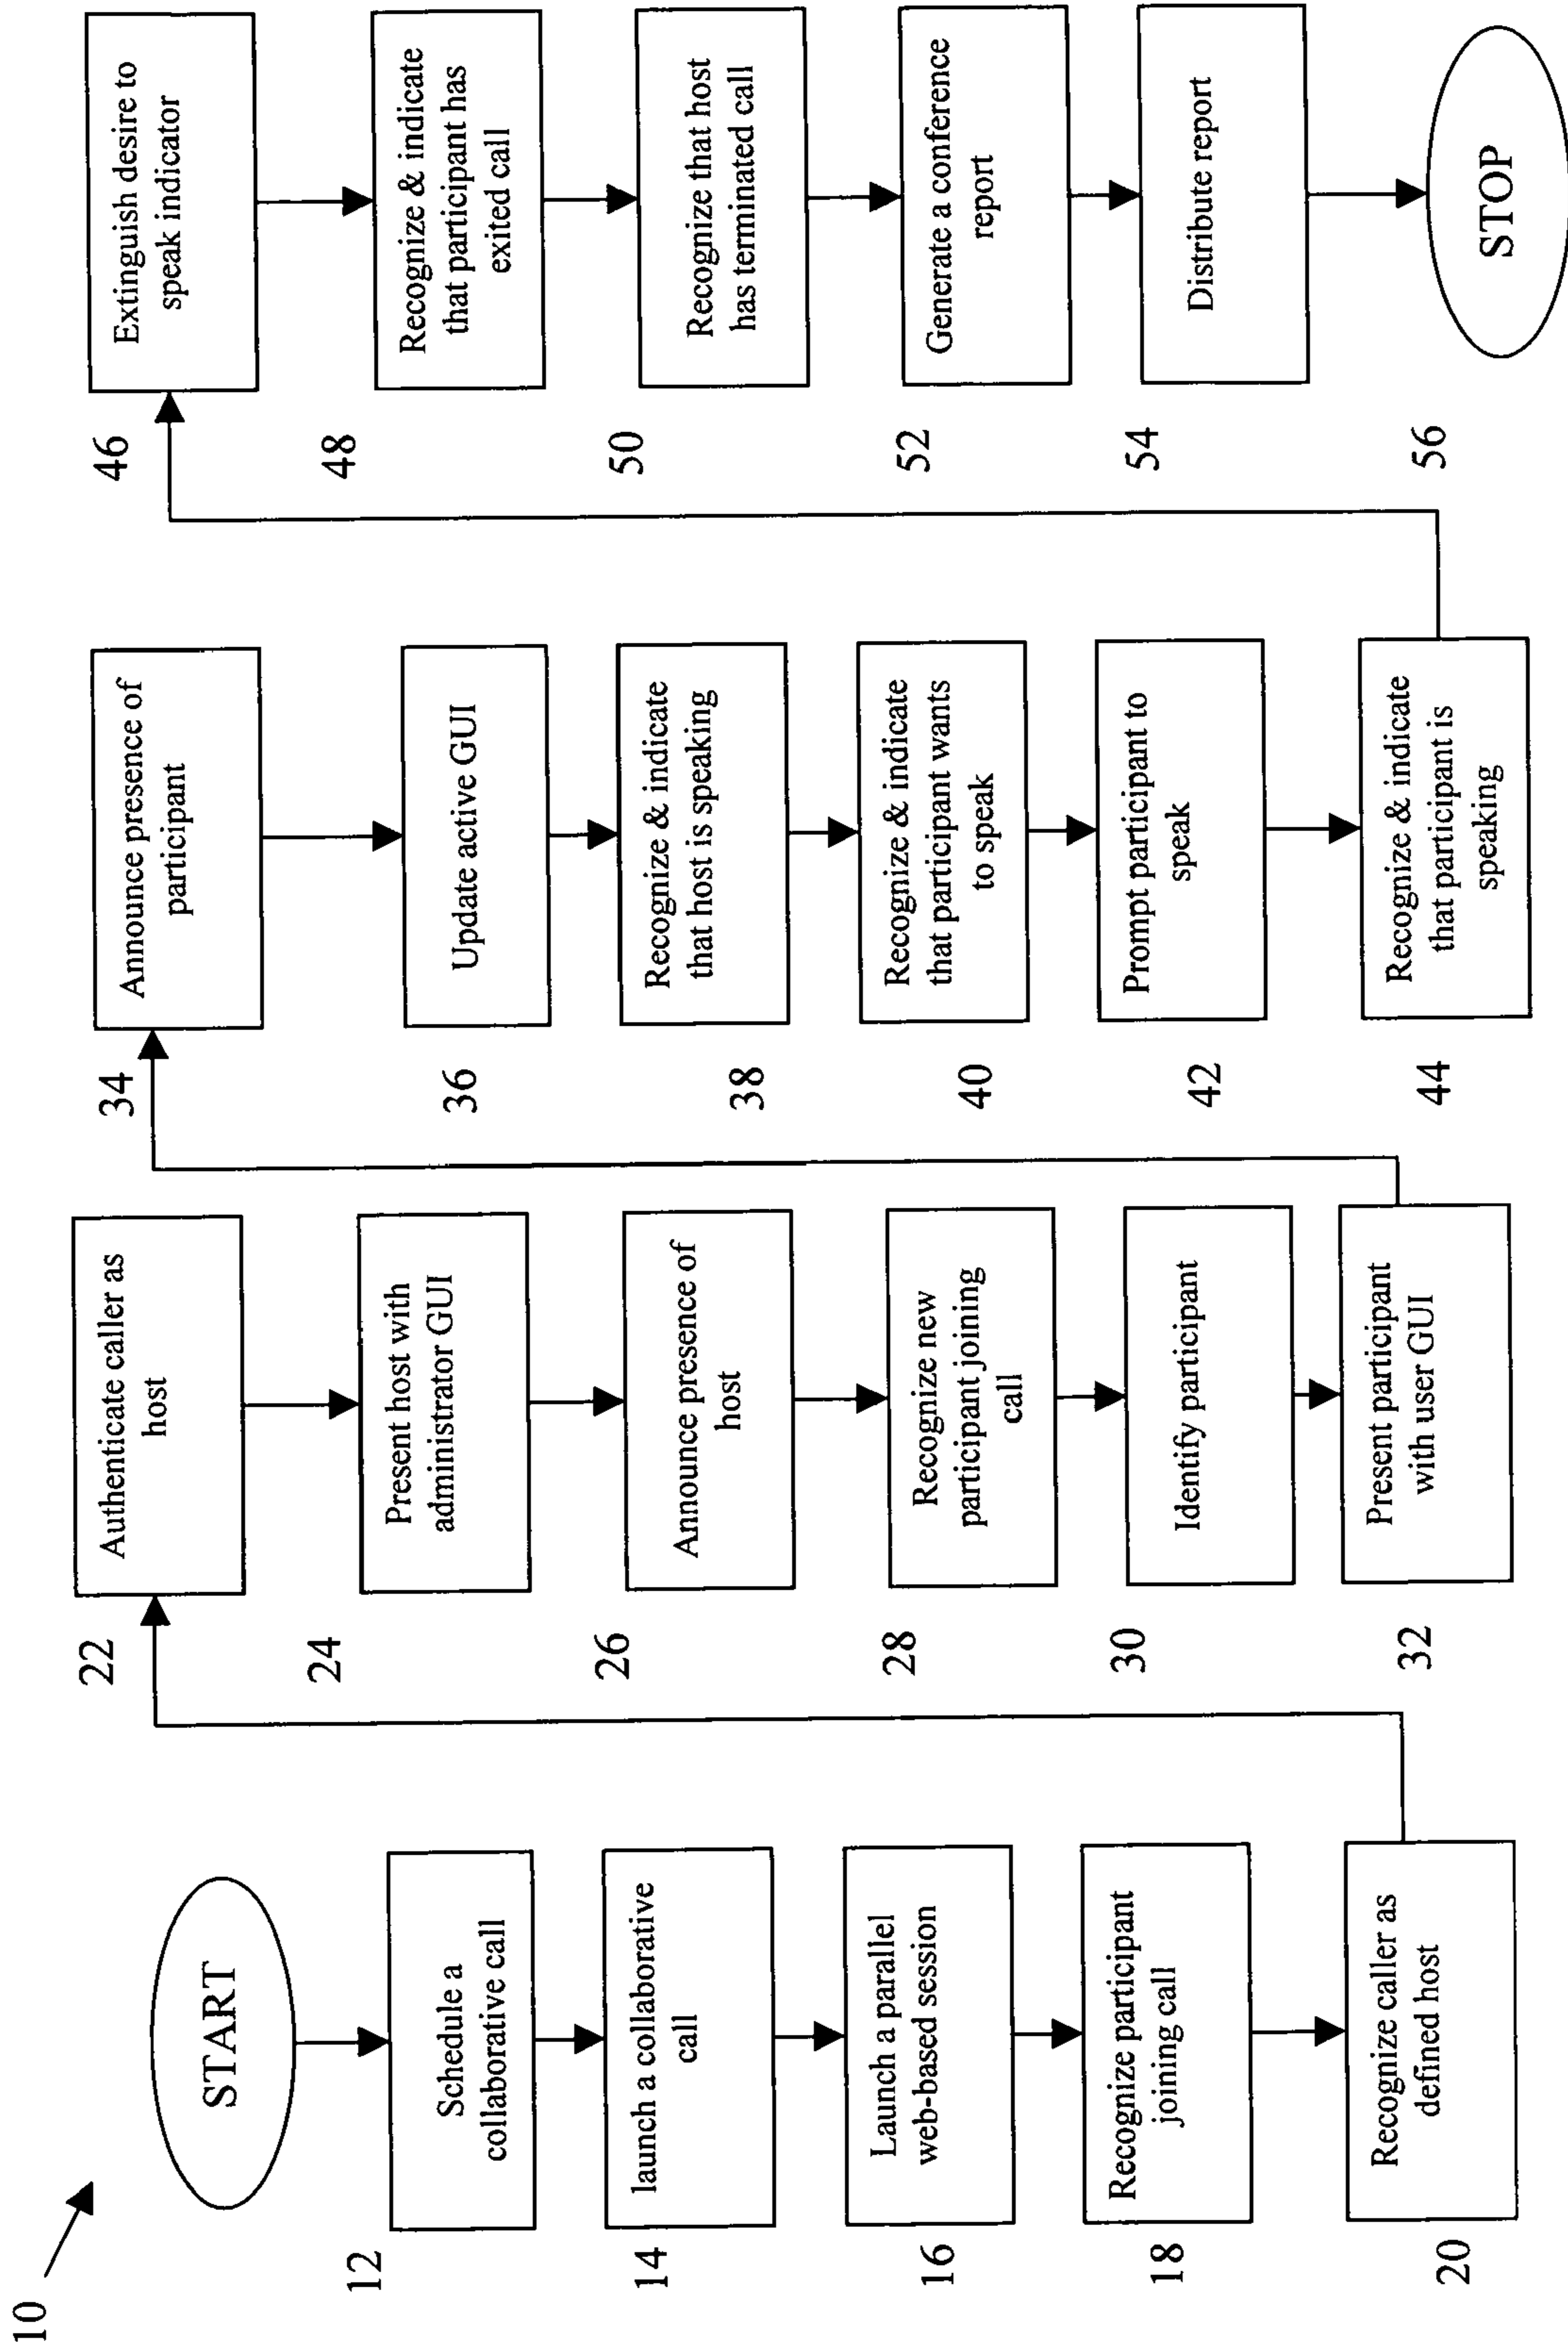 10
START
12
Schedule a
collaborative call
14
launch a collaborative
call
16
Launch a parallel
web-based session
18
Recognize participant
joining call
20
Recognize caller as
defined host
22
Authenticate caller as
host
24
Present host with
administrator GUI
26
Announce presence of
host
28
Recognize new
participant joining
call
30
Identify participant
32
Present participant
with user GUI
34
Announce presence of
participant
36
Update active GUI
38
Recognize & indicate
that host is speaking
40
Recognize & indicate
that participant wants
to speak
42
Prompt participant to
speak
44
Recognize & indicate
that participant is
speaking
46
Extinguish desire to
speak indicator
48
Recognize & indicate
that participant has
exited call
50
Recognize that host
has terminated call
52
Generate a conference
report
54
Distribute report
56
STOP